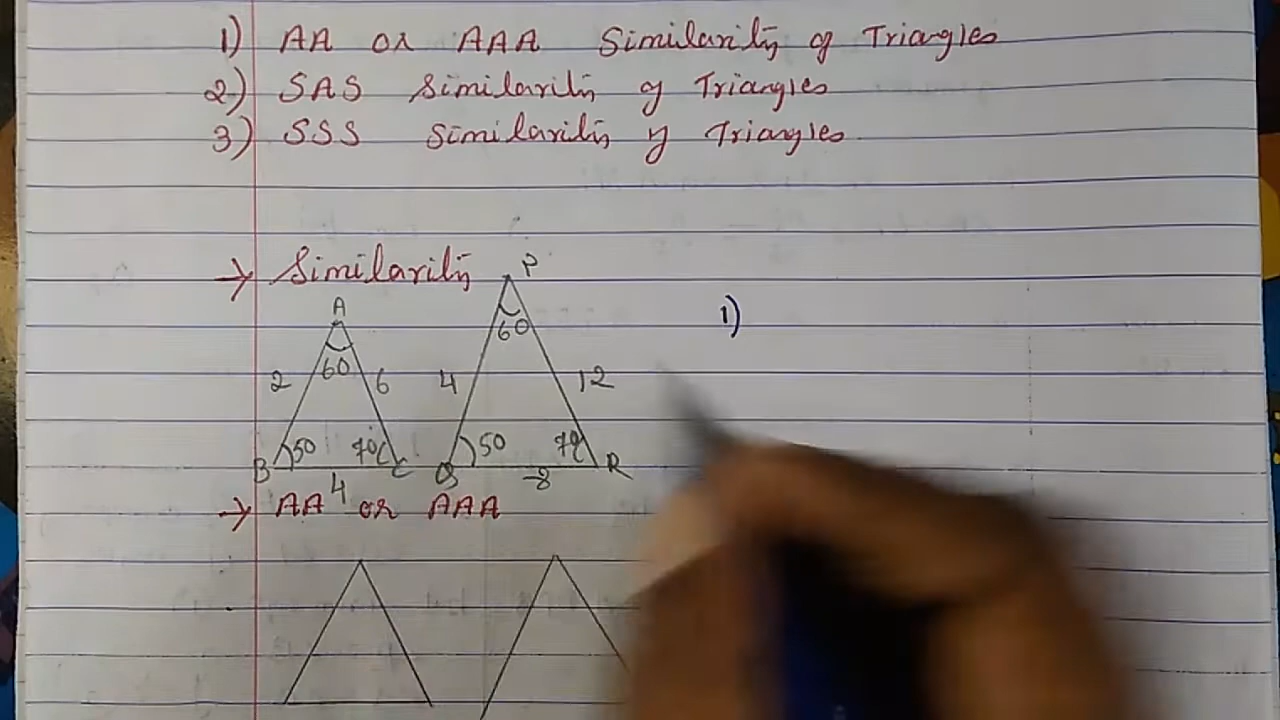 1) AA or AAA Similarity of Triangles
2) SAS Similarity of Triangles
3) SSS Similarity of Triangles
→ Similarity
P
A
60
1)
60
2 6 4 12
B 50 70 C Q 50 70 R
4 8
→ AA or AAA